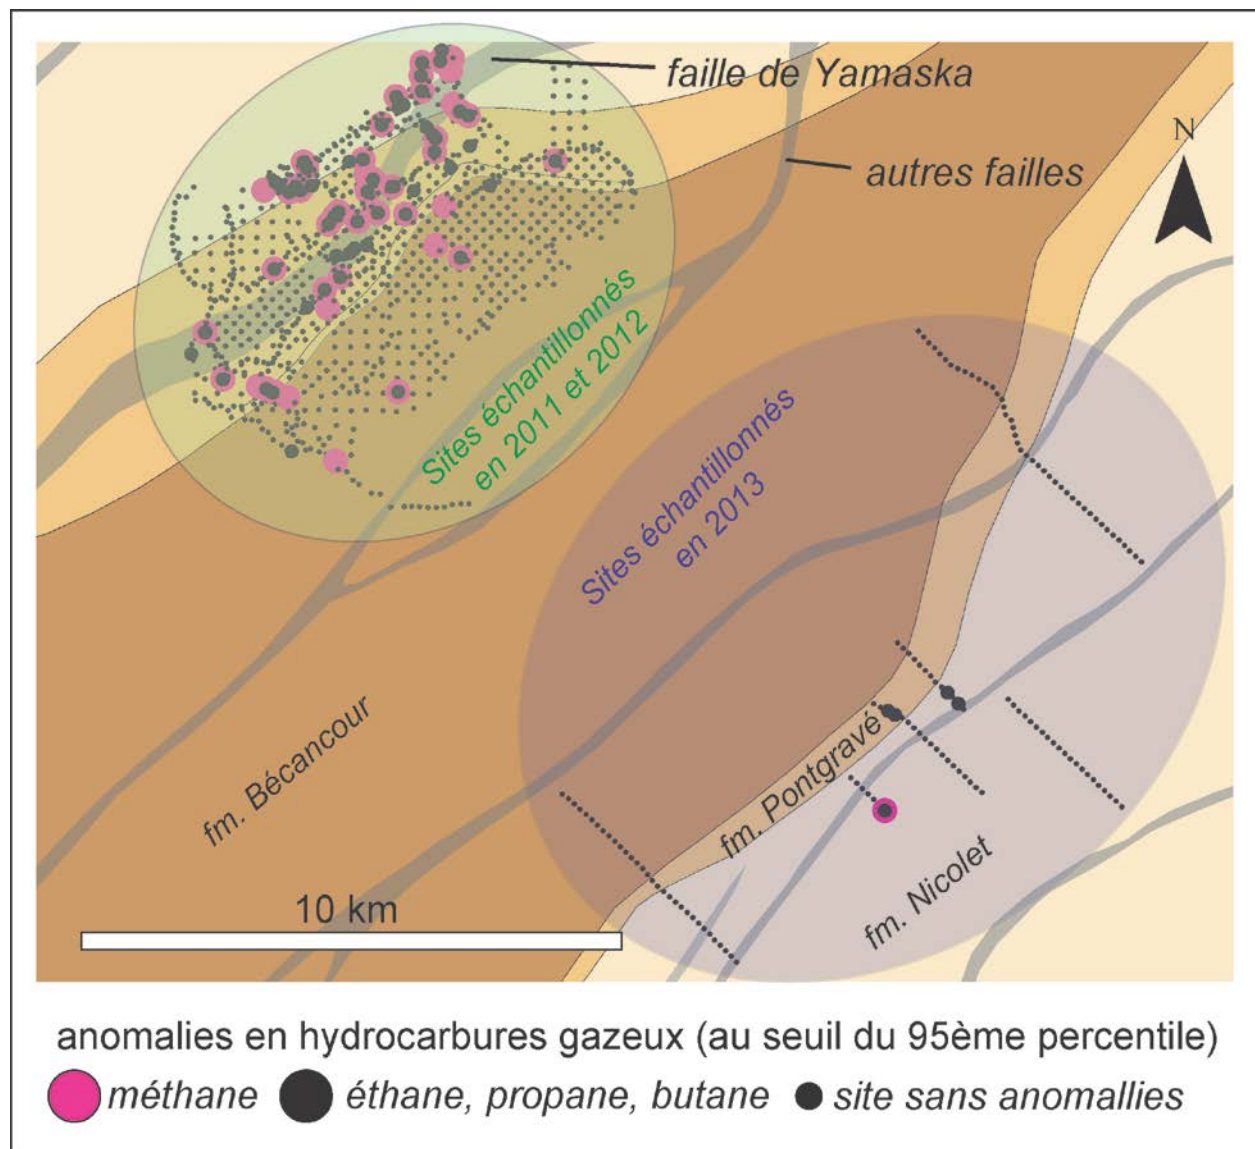 faille de Yamaska
N
autres failles
Sites échantillonnés
en 2011 et 2012
Sites échantillonnés
en 2013
fm. Bécancour
fm. Pontgravé
fm. Nicolet
10 km
anomalies en hydrocarbures gazeux (au seuil du 95ème percentile)
méthane éthane, propane, butane site sans anomallies